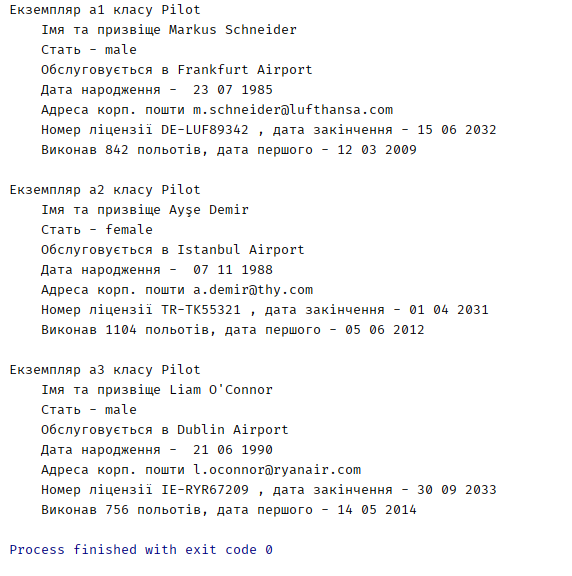 Екземпляр a1 класу Pilot
Імя та призвіще Markus Schneider
Стать - male
Обслуговується в Frankfurt Airport
Дата народження -  23 07 1985
Адреса корп. пошти m.schneider@lufthansa.com
Номер ліцензії DE-LUF89342 , дата закінчення - 15 06 2032
Виконав 842 польотів, дата першого - 12 03 2009
Екземпляр a2 класу Pilot
Імя та призвіще Ayşe Demir
Стать - female
Обслуговується в Istanbul Airport
Дата народження -  07 11 1988
Адреса корп. пошти a.demir@thy.com
Номер ліцензії TR-TK55321 , дата закінчення - 01 04 2031
Виконав 1104 польотів, дата першого - 05 06 2012
Екземпляр a3 класу Pilot
Імя та призвіще Liam O'Connor
Стать - male
Обслуговується в Dublin Airport
Дата народження -  21 06 1990
Адреса корп. пошти l.oconnor@ryanair.com
Номер ліцензії IE-RYR67209 , дата закінчення - 30 09 2033
Виконав 756 польотів, дата першого - 14 05 2014
Process finished with exit code 0